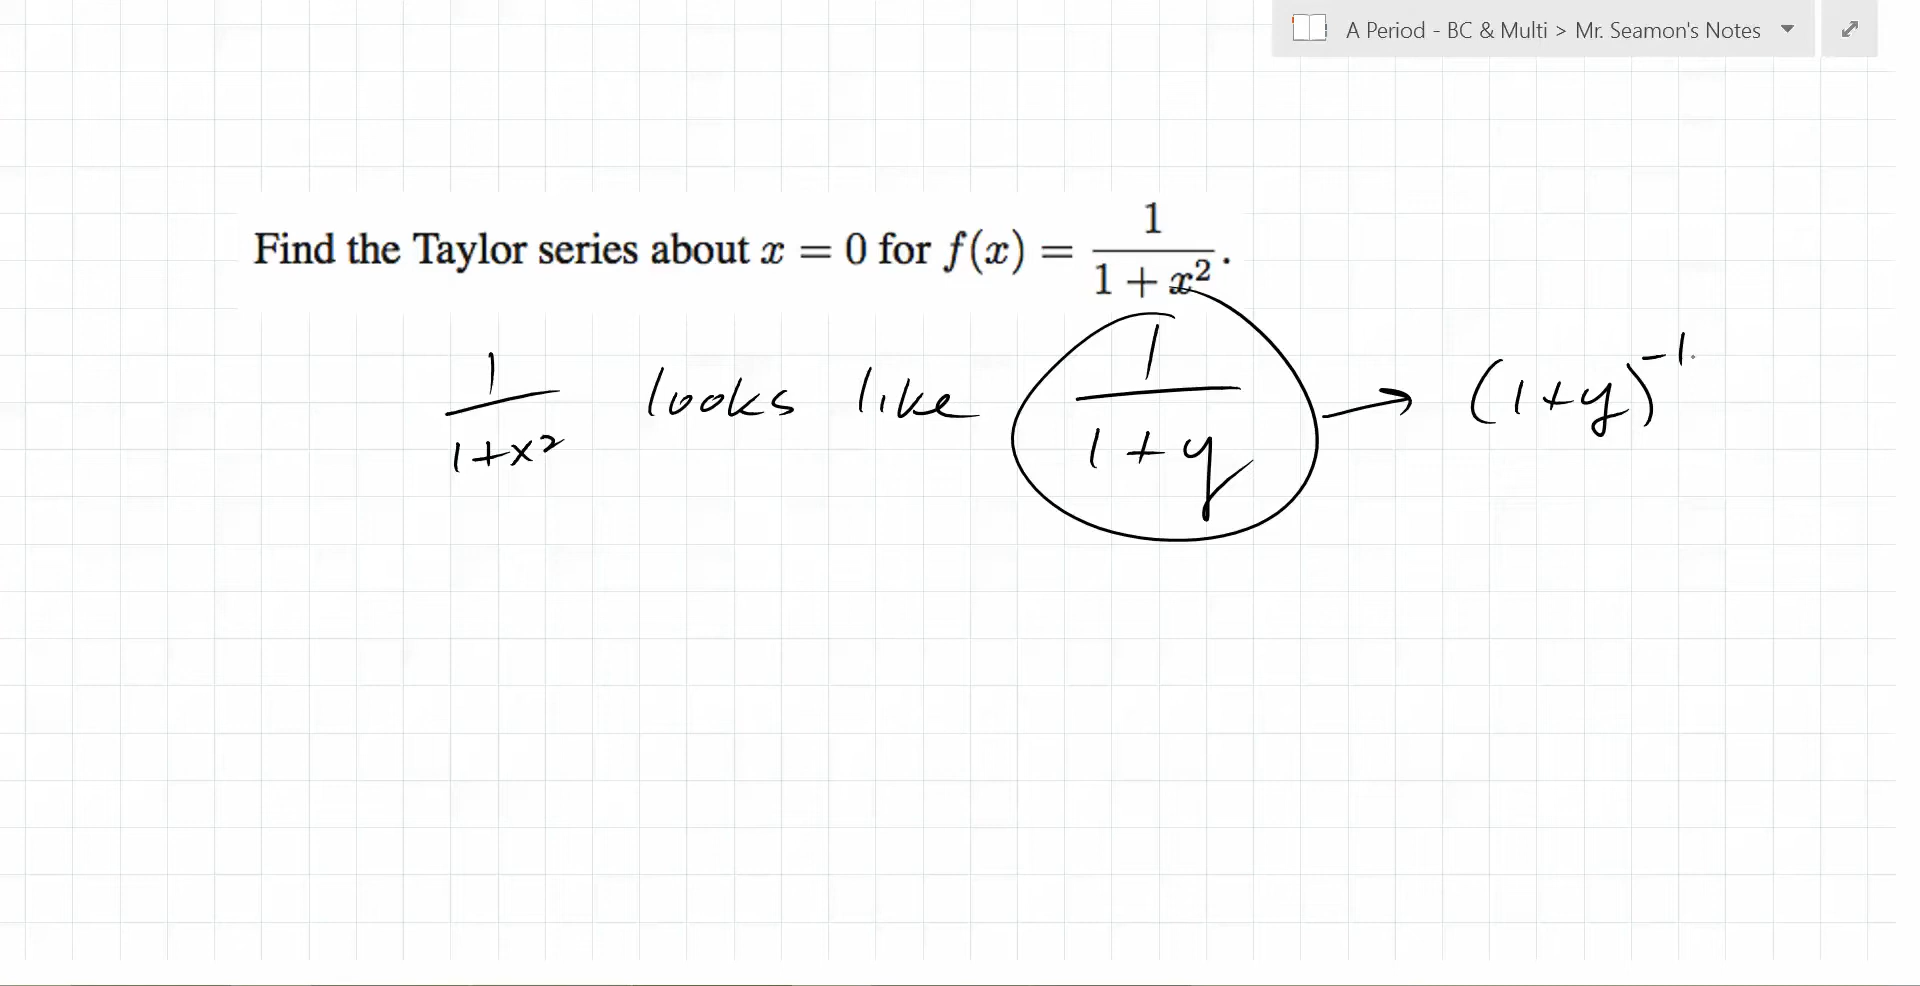 A Period - BC & Multi > Mr. Seamon's Notes
Find the Taylor series about x = 0 for f(x) = 1/(1 + x²).
1/(1+x²) looks like 1/(1+y) → (1+y)⁻¹